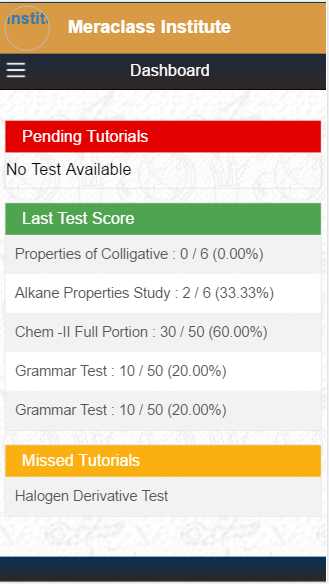 Meraclass Institute
Dashboard
Pending Tutorials
No Test Available
Last Test Score
Properties of Colligative : 0 / 6 (0.00%)
Alkane Properties Study : 2 / 6 (33.33%)
Chem -II Full Portion : 30 / 50 (60.00%)
Grammar Test : 10 / 50 (20.00%)
Grammar Test : 10 / 50 (20.00%)
Missed Tutorials
Halogen Derivative Test